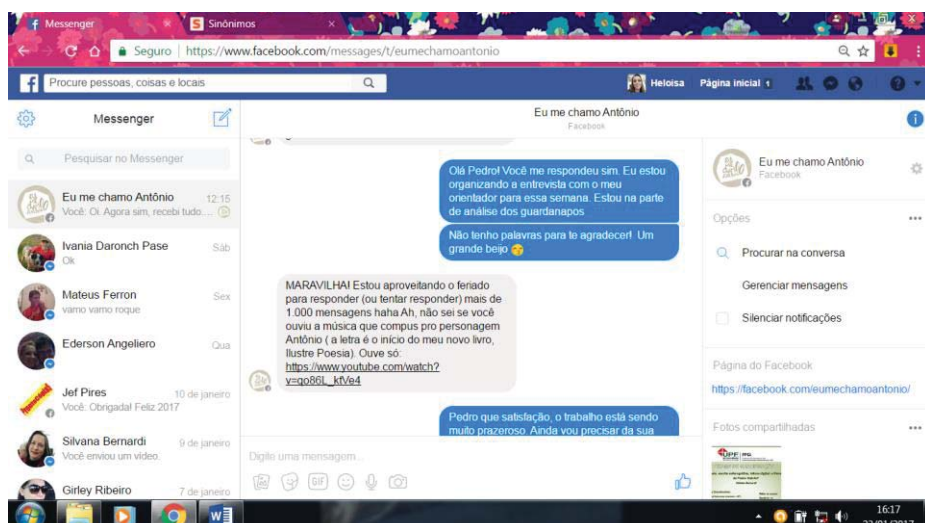 Messenger
Sinônimos
Seguro
https://www.facebook.com/messages/t/eumechamoantonio
Procure pessoas, coisas e locais
Heloisa
Página inicial 1
Messenger
Pesquisar no Messenger
Eu me chamo Antônio 12:15
Você: Oi. Agora sim, recebi tudo....
Ivania Daronch Pase Sáb
Ok
Mateus Ferron Sex
vamo vamo roque
Ederson Angeliero Qua
Jef Pires 10 de janeiro
Você: Obrigada! Feliz 2017
Silvana Bernardi 9 de janeiro
Você enviou um vídeo.
Girley Ribeiro 7 de janeiro
Eu me chamo Antônio
Facebook
Olá Pedro! Você me respondeu sim. Eu estou
organizando a entrevista com o meu
orientador para essa semana. Estou na parte
de análise dos guardanapos
Não tenho palavras para te agradecer! Um
grande beijo
MARAVILHA! Estou aproveitando o feriado
para responder (ou tentar responder) mais de
1.000 mensagens haha Ah, não sei se você
ouviu a música que compus pro personagem
Antônio ( a letra é o início do meu novo livro,
Ilustre Poesia). Ouve só:
https://www.youtube.com/watch?
v=qo86L_kfVe4
Pedro que satisfação, o trabalho está sendo
muito prazeroso. Ainda vou precisar da sua
Digite uma mensagem...
GIF
Eu me chamo Antônio
Facebook
Opções
Procurar na conversa
Gerenciar mensagens
Silenciar notificações
Página do Facebook
https://facebook.com/eumechamoantonio/
Fotos compartilhadas
UPF
16:17